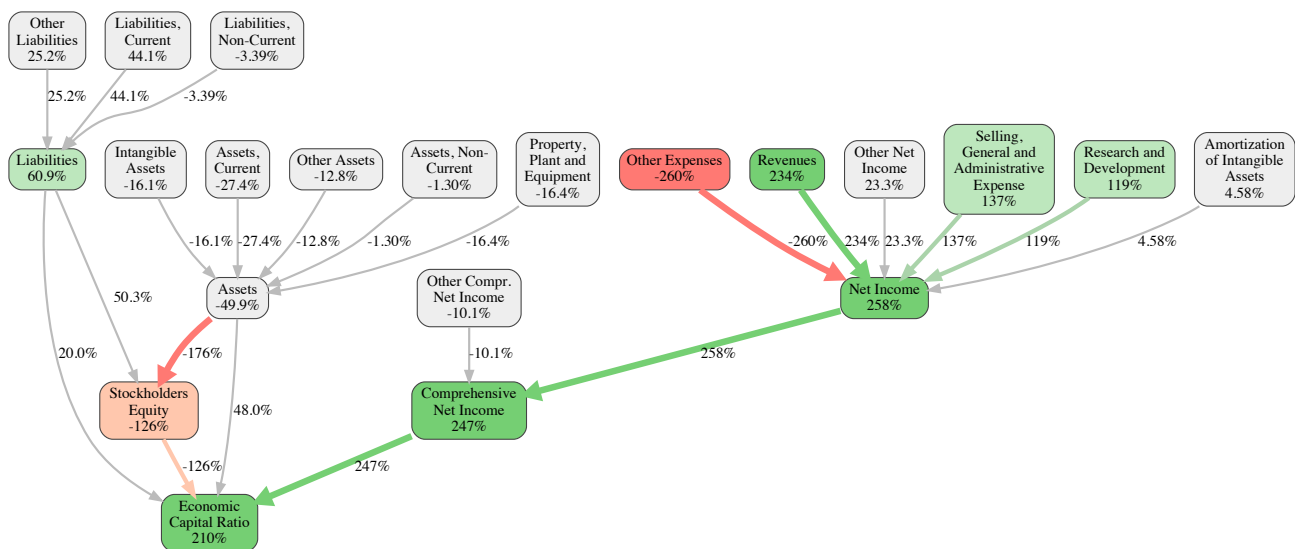 Other
Liabilities
25.2%
Liabilities,
Current
44.1%
Liabilities,
Non-Current
-3.39%
25.2%
44.1%
-3.39%
Liabilities
60.9%
Intangible
Assets
-16.1%
Assets,
Current
-27.4%
Other Assets
-12.8%
Assets, Non-
Current
-1.30%
Property,
Plant and
Equipment
-16.4%
Other Expenses
-260%
Revenues
234%
Other Net
Income
23.3%
Selling,
General and
Administrative
Expense
137%
Research and
Development
119%
Amortization
of Intangible
Assets
4.58%
-16.1%
-27.4%
-12.8%
-1.30%
-16.4%
-260%
234%
23.3%
137%
119%
4.58%
50.3%
Assets
-49.9%
Other Compr.
Net Income
-10.1%
Net Income
258%
20.0%
-176%
-10.1%
258%
Stockholders
Equity
-126%
48.0%
Comprehensive
Net Income
247%
-126%
247%
Economic
Capital Ratio
210%